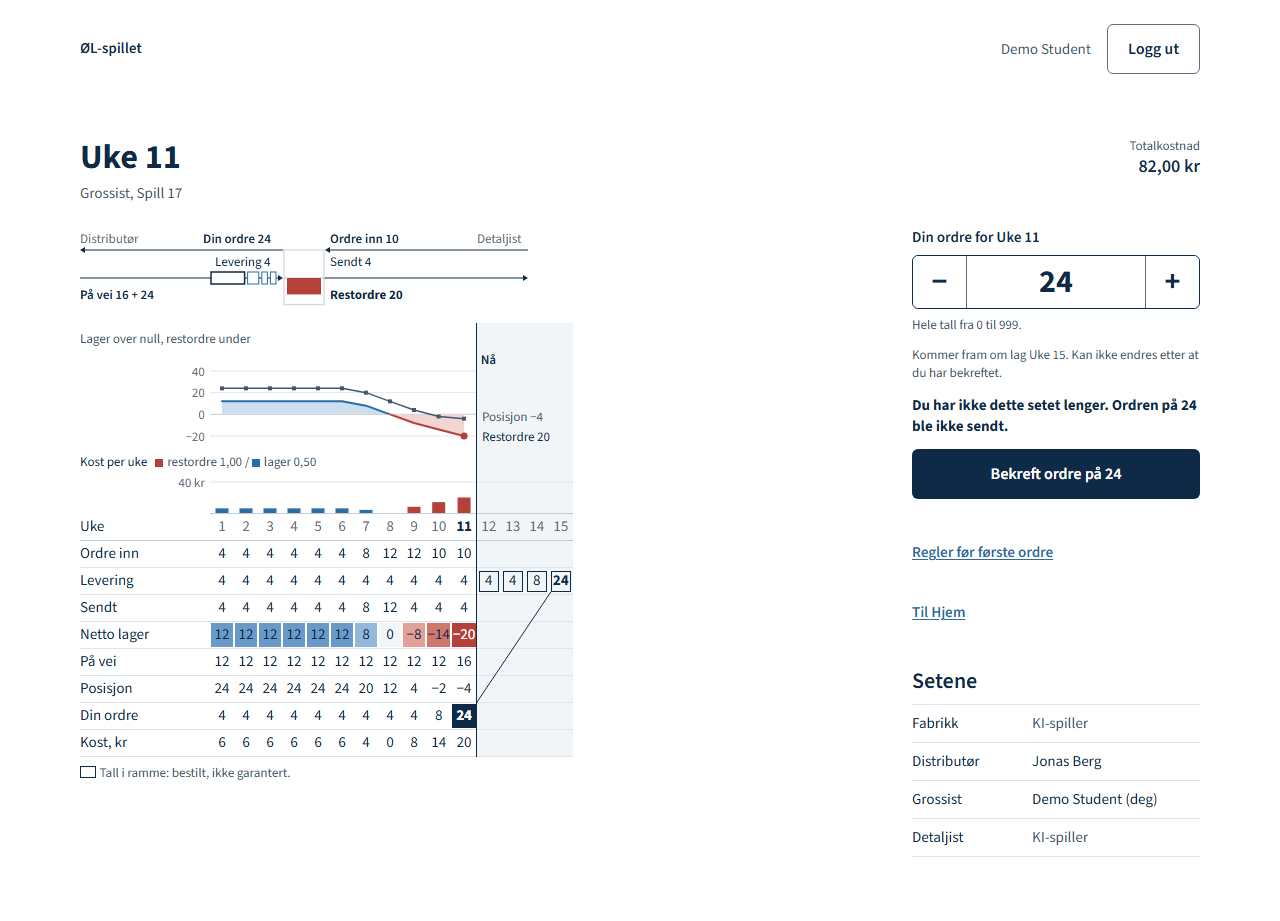 ØL-spillet
Demo Student
Logg ut
Uke 11
Grossist, Spill 17
Totalkostnad
82,00 kr
Distributør
Din ordre 24
Ordre inn 10
Detaljist
Levering 4
Sendt 4
På vei 16 + 24
Restordre 20
Lager over null, restordre under
Nå
40
20
0
−20
Posisjon −4
Restordre 20
Kost per uke restordre 1,00 / lager 0,50
40 kr
Uke 1 2 3 4 5 6 7 8 9 10 11 12 13 14 15
Ordre inn 4 4 4 4 4 4 8 12 12 10 10
Levering 4 4 4 4 4 4 4 4 4 4 4 4 4 8 24
Sendt 4 4 4 4 4 4 8 12 4 4 4
Netto lager 12 12 12 12 12 12 8 0 −8 −14 −20
På vei 12 12 12 12 12 12 12 12 12 12 16
Posisjon 24 24 24 24 24 24 20 12 4 −2 −4
Din ordre 4 4 4 4 4 4 4 4 4 8 24
Kost, kr 6 6 6 6 6 6 4 0 8 14 20
Tall i ramme: bestilt, ikke garantert.
Din ordre for Uke 11
− 24 +
Hele tall fra 0 til 999.
Kommer fram om lag Uke 15. Kan ikke endres etter at
du har bekreftet.
Du har ikke dette setet lenger. Ordren på 24
ble ikke sendt.
Bekreft ordre på 24
Regler før første ordre
Til Hjem
Setene
Fabrikk KI-spiller
Distributør Jonas Berg
Grossist Demo Student (deg)
Detaljist KI-spiller